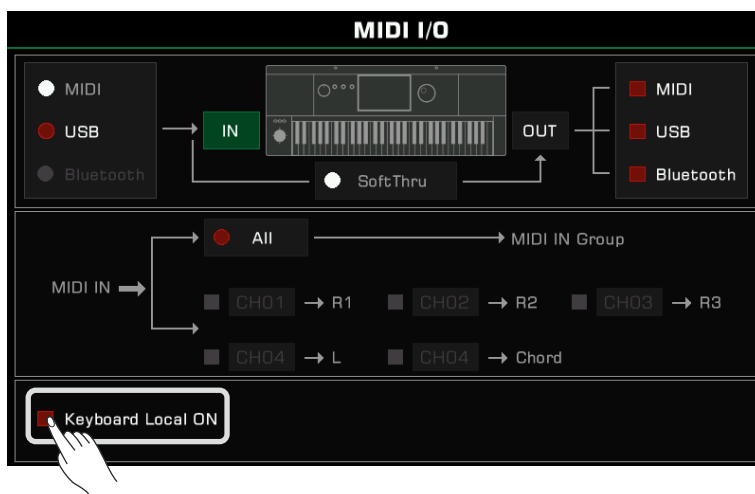 MIDI I/O
MIDI
USB
Bluetooth
IN
OUT
SoftThru
MIDI
USB
Bluetooth
All
MIDI IN Group
MIDI IN
CH01 R1 CH02 R2 CH03 R3
CH04 L CH04 Chord
Keyboard Local ON